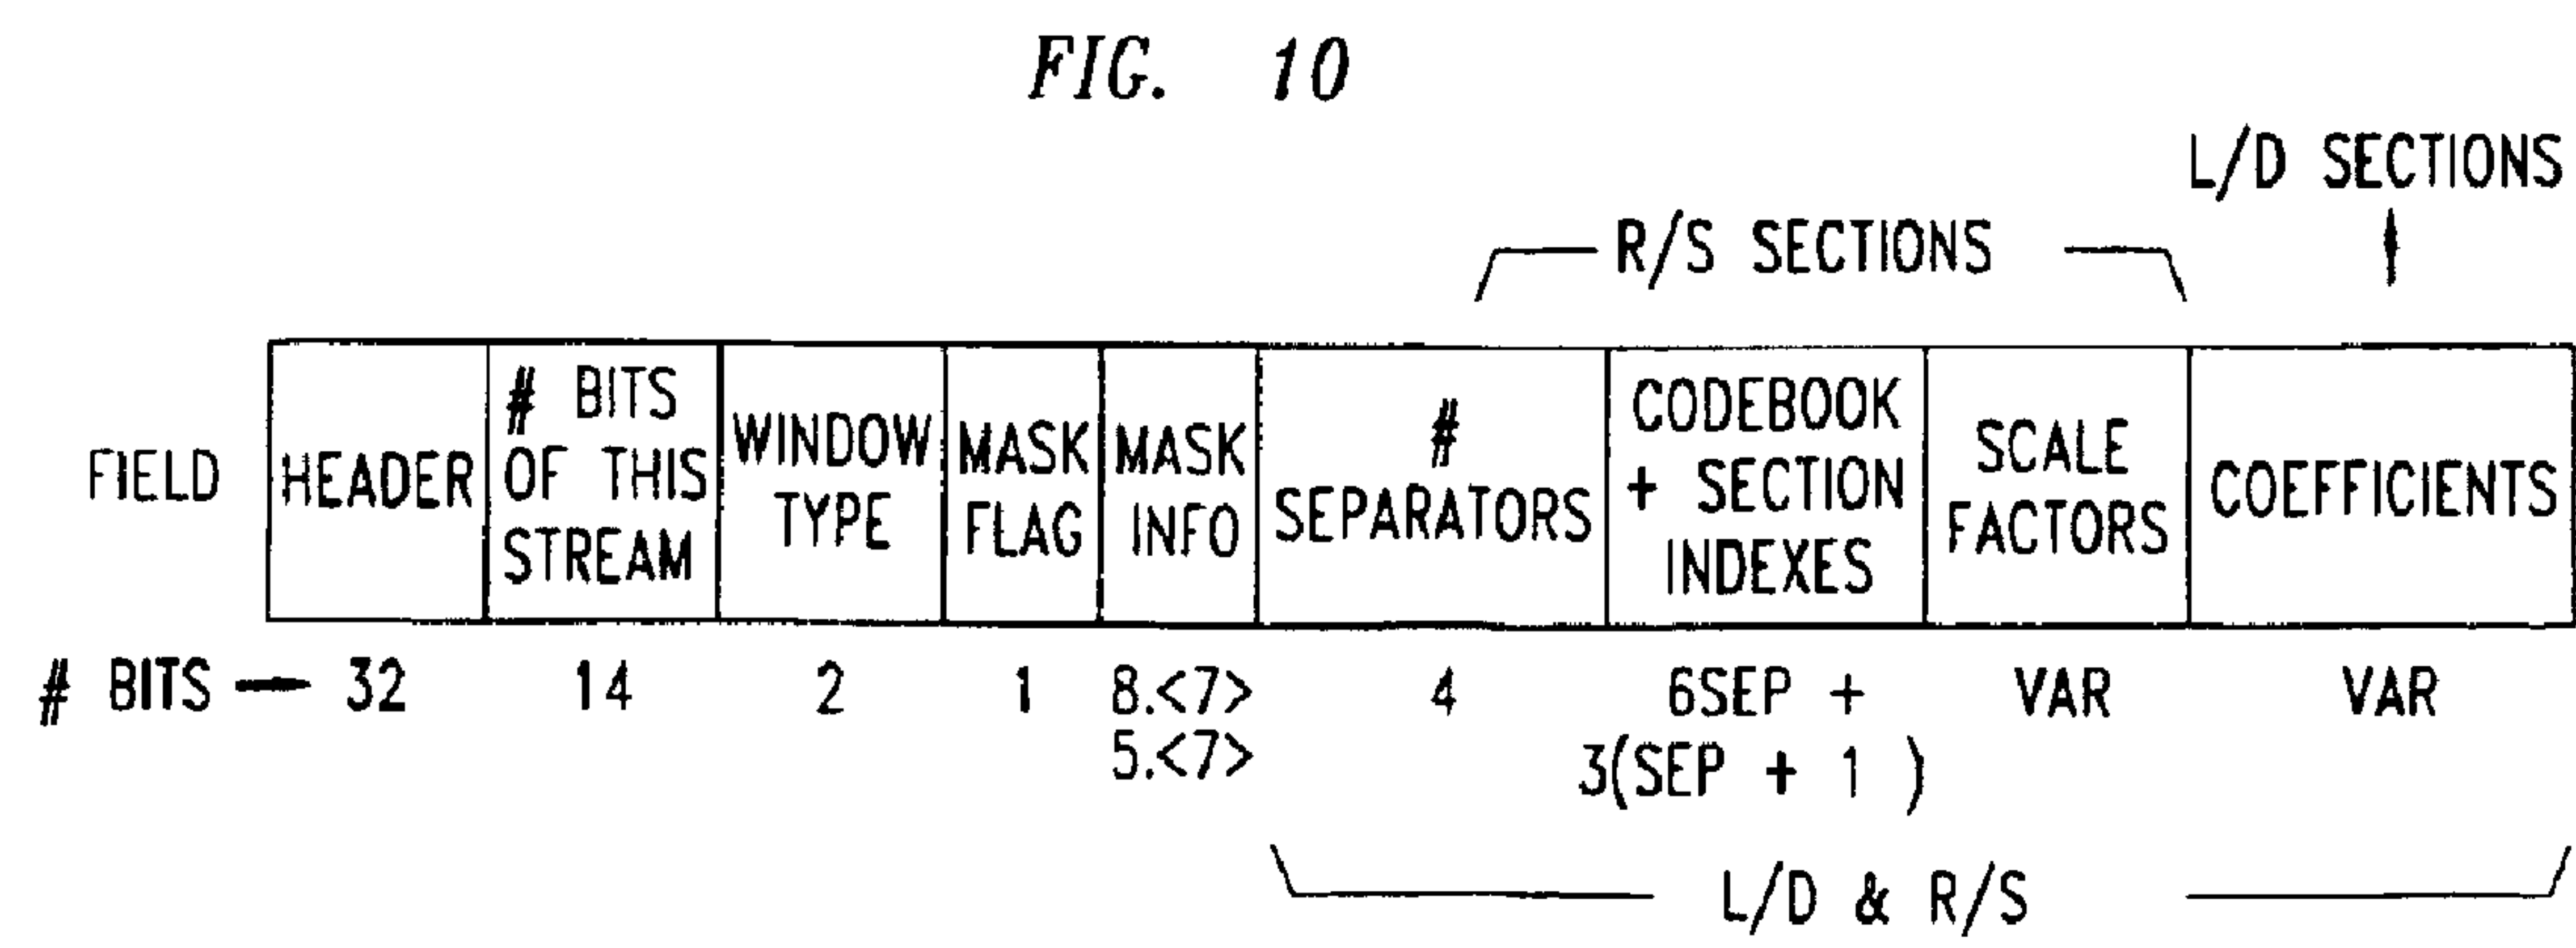 FIG. 10
L/D SECTIONS
R/S SECTIONS
FIELD
HEADER
# BITS
OF THIS
STREAM
WINDOW
TYPE
MASK
FLAG
MASK
INFO
#
SEPARATORS
CODEBOOK
+ SECTION
INDEXES
SCALE
FACTORS
COEFFICIENTS
# BITS
32
14
2
1
8.<7>
5.<7>
4
6SEP +
3(SEP + 1 )
VAR
VAR
L/D & R/S